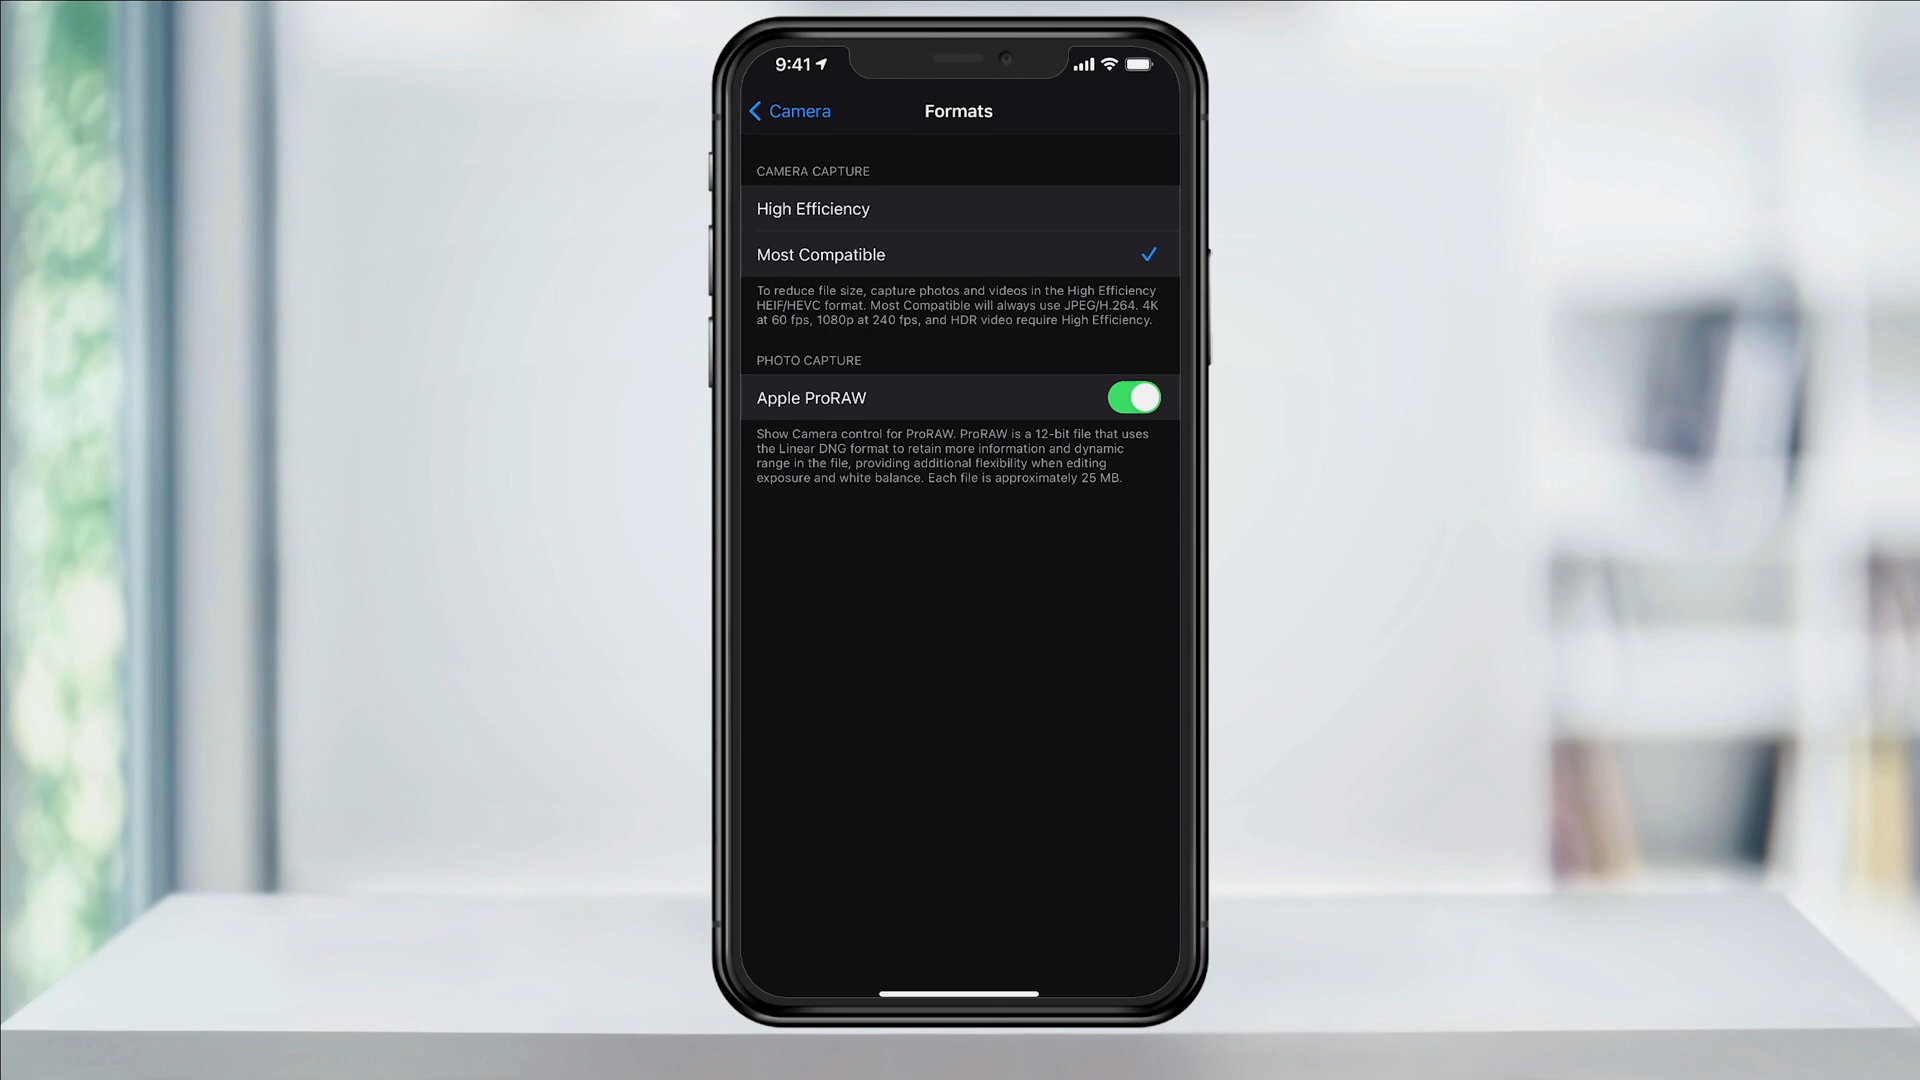 9:41
Camera
Formats
CAMERA CAPTURE
High Efficiency
Most Compatible
To reduce file size, capture photos and videos in the High Efficiency
HEIF/HEVC format. Most Compatible will always use JPEG/H.264. 4K
at 60 fps, 1080p at 240 fps, and HDR video require High Efficiency.
PHOTO CAPTURE
Apple ProRAW
Show Camera control for ProRAW. ProRAW is a 12-bit file that uses
the Linear DNG format to retain more information and dynamic
range in the file, providing additional flexibility when editing
exposure and white balance. Each file is approximately 25 MB.